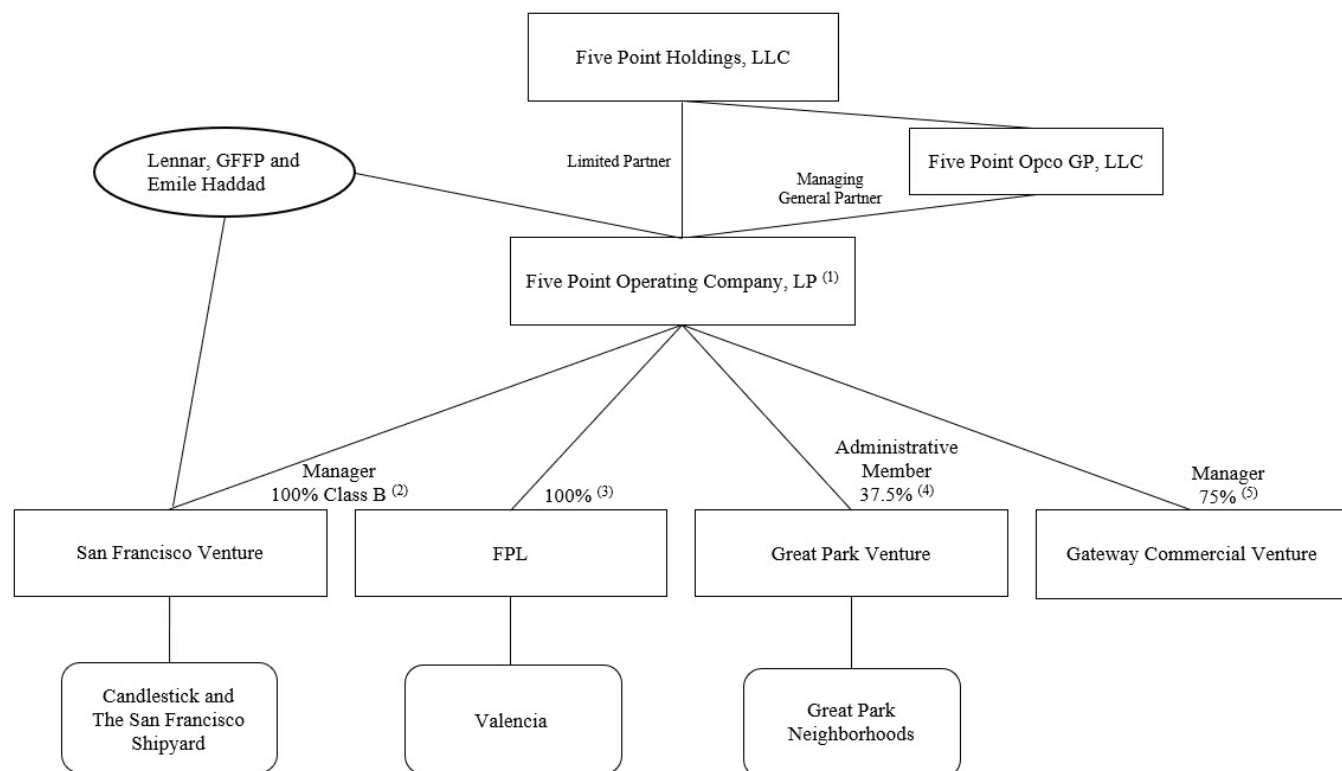 Five Point Holdings, LLC
Lennar, GFFP and
Emile Haddad
Limited Partner
Five Point Opco GP, LLC
Managing
General Partner
Five Point Operating Company, LP (1)
Manager
100% Class B (2)
100% (3)
Administrative
Member
37.5% (4)
Manager
75% (5)
San Francisco Venture
FPL
Great Park Venture
Gateway Commercial Venture
Candlestick and
The San Francisco
Shipyard
Valencia
Great Park
Neighborhoods